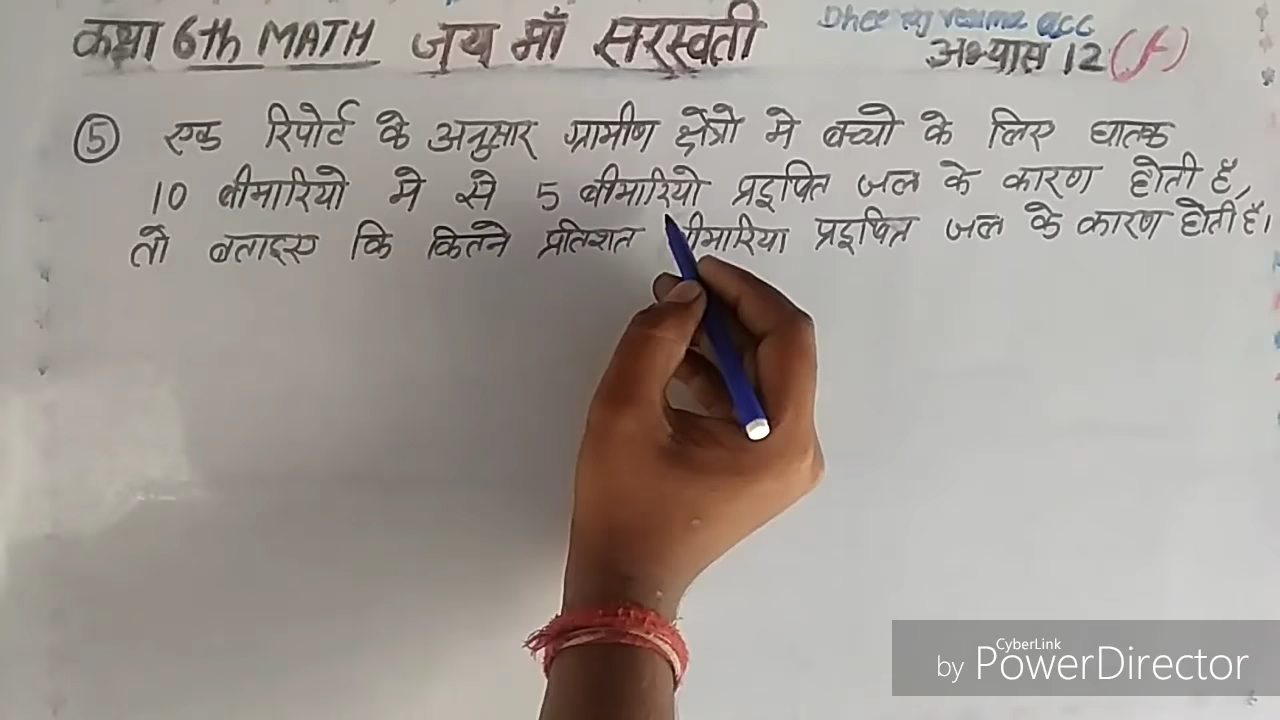 कक्षा 6th MATH जय माँ सरस्वती
अभ्यास 12 (f)
⑤ एक रिपोर्ट के अनुसार ग्रामीण क्षेत्रो मे बच्चो के लिए घातक
10 बीमारियो मे से 5 बीमारियो प्रदूषित जल के कारण होती है,
तो बताइए कि कितने प्रतिशत बीमारिया प्रदूषित जल के कारण होती है।
CyberLink
by PowerDirector